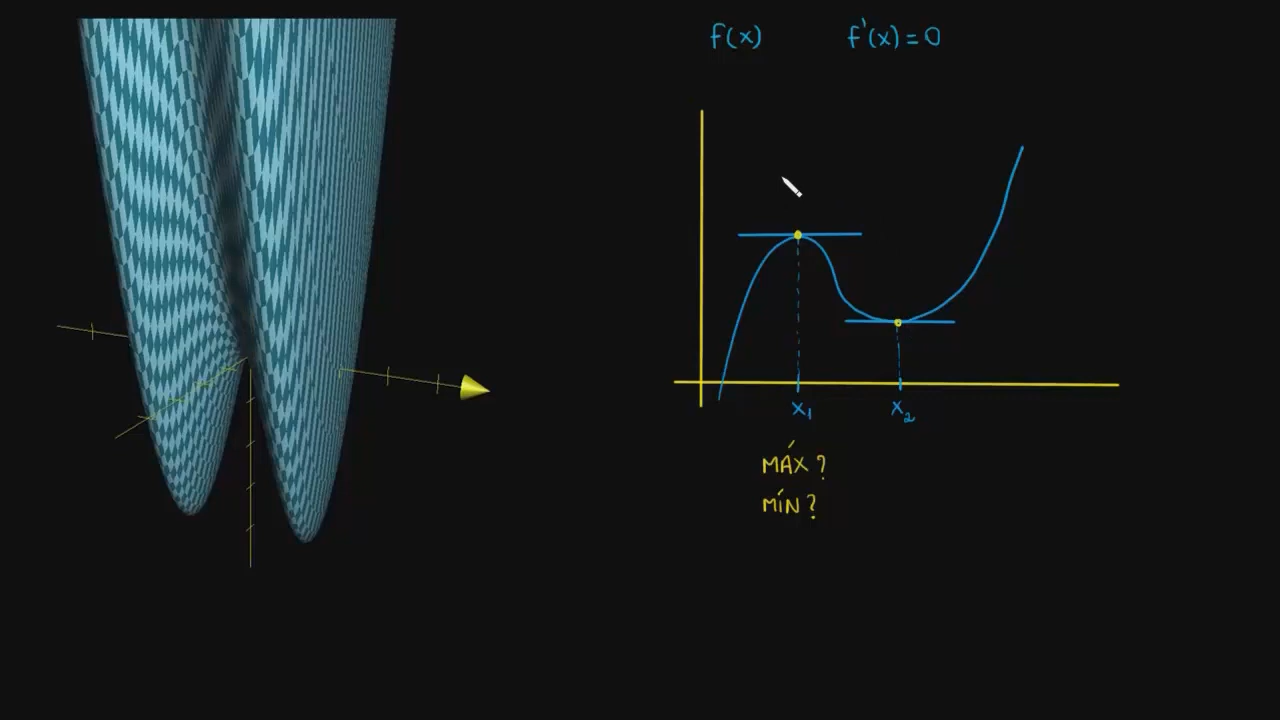 f(x) f'(x)=0
x₁ x₂
MÁX?
MÍN?